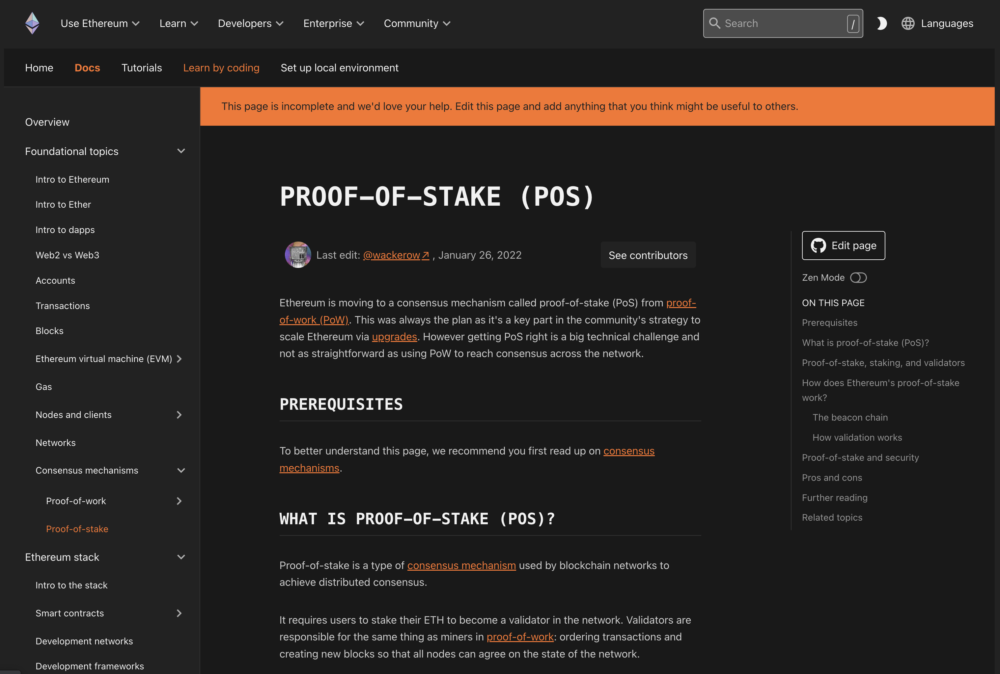 Use Ethereum Learn Developers Enterprise Community Search / Languages
Home Docs Tutorials Learn by coding Set up local environment
Overview
Foundational topics
Intro to Ethereum
Intro to Ether
Intro to dapps
Web2 vs Web3
Accounts
Transactions
Blocks
Ethereum virtual machine (EVM)
Gas
Nodes and clients
Networks
Consensus mechanisms
Proof-of-work
Proof-of-stake
Ethereum stack
Intro to the stack
Smart contracts
Development networks
Development frameworks
This page is incomplete and we'd love your help. Edit this page and add anything that you think might be useful to others.
PROOF-OF-STAKE (POS)
Last edit: @wackerow↗ , January 26, 2022
See contributors
Ethereum is moving to a consensus mechanism called proof-of-stake (PoS) from proof-
of-work (PoW). This was always the plan as it's a key part in the community's strategy to
scale Ethereum via upgrades. However getting PoS right is a big technical challenge and
not as straightforward as using PoW to reach consensus across the network.
PREREQUISITES
To better understand this page, we recommend you first read up on consensus
mechanisms.
WHAT IS PROOF-OF-STAKE (POS)?
Proof-of-stake is a type of consensus mechanism used by blockchain networks to
achieve distributed consensus.
It requires users to stake their ETH to become a validator in the network. Validators are
responsible for the same thing as miners in proof-of-work: ordering transactions and
creating new blocks so that all nodes can agree on the state of the network.
Edit page
Zen Mode
ON THIS PAGE
Prerequisites
What is proof-of-stake (PoS)?
Proof-of-stake, staking, and validators
How does Ethereum's proof-of-stake
work?
The beacon chain
How validation works
Proof-of-stake and security
Pros and cons
Further reading
Related topics